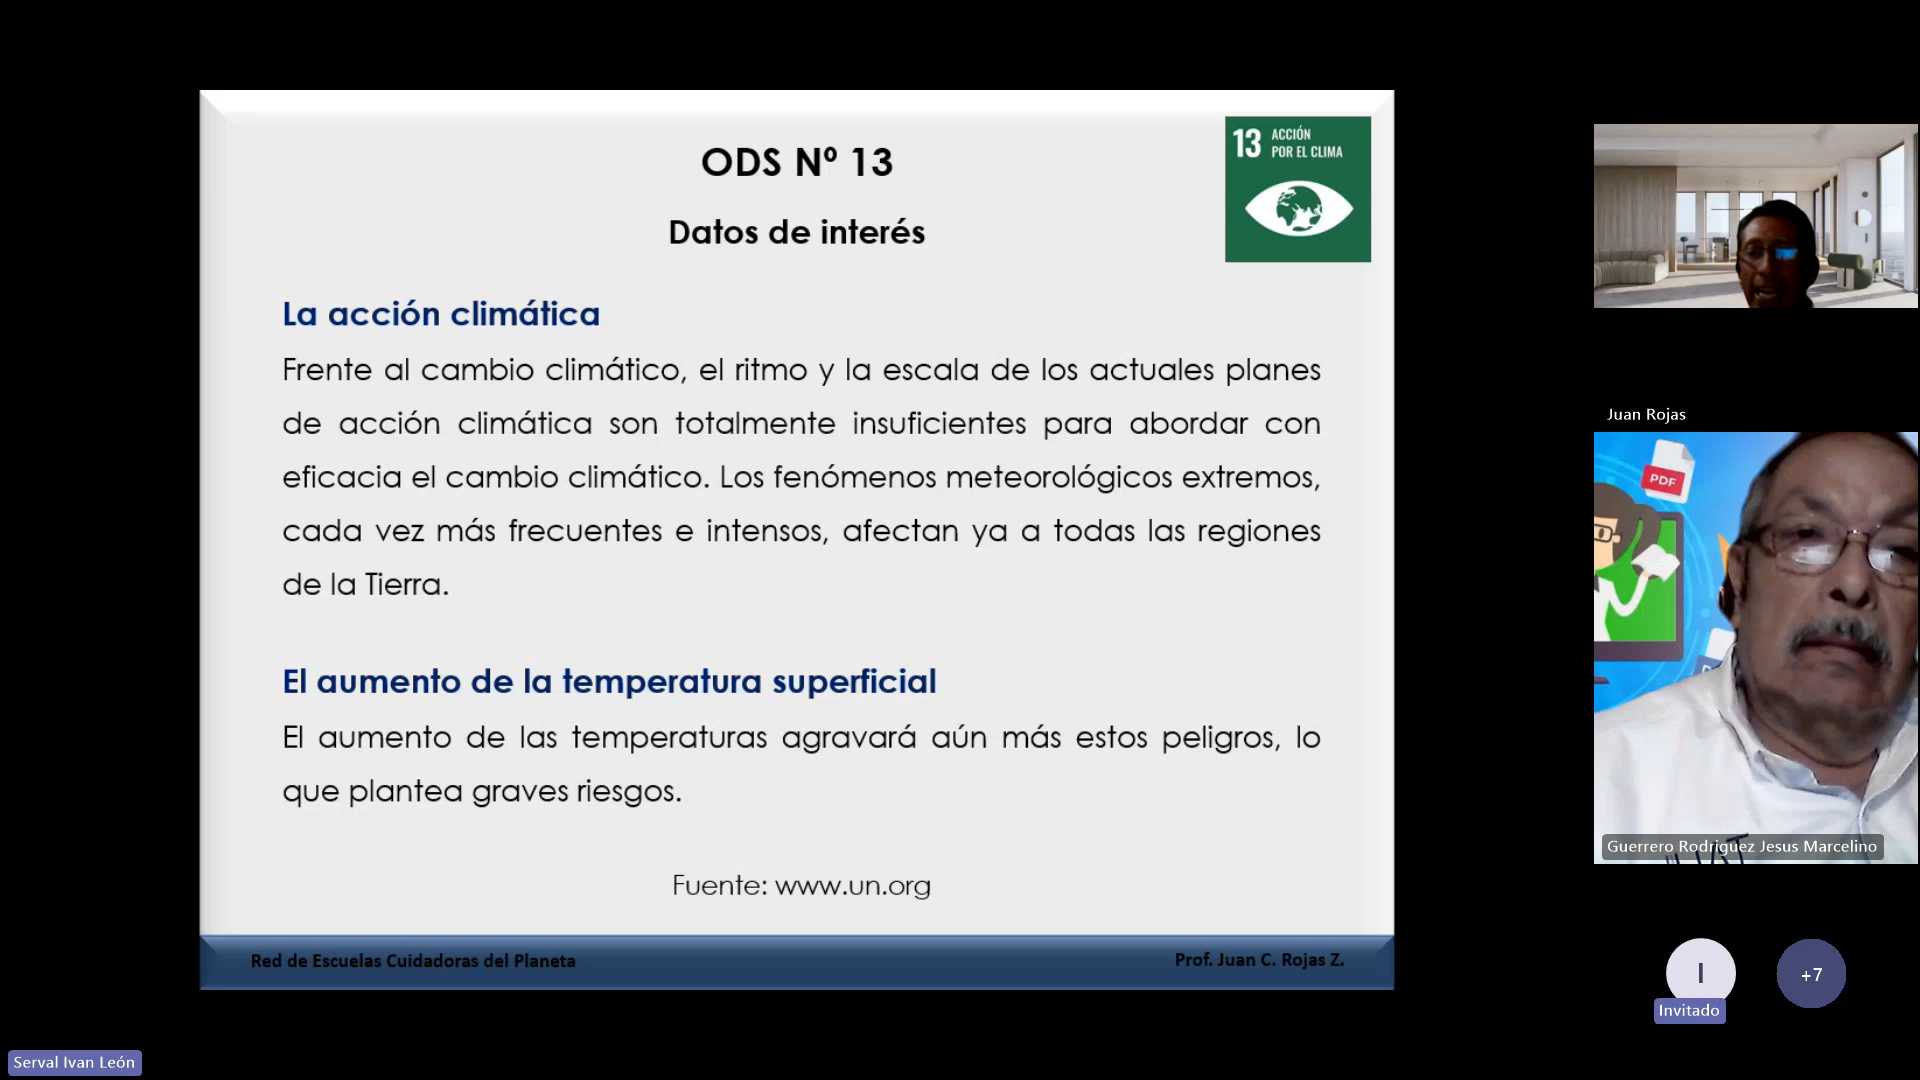 ODS Nº 13
13 ACCIÓN
POR EL CLIMA
Datos de interés
La acción climática
Frente al cambio climático, el ritmo y la escala de los actuales planes
de acción climática son totalmente insuficientes para abordar con
eficacia el cambio climático. Los fenómenos meteorológicos extremos,
cada vez más frecuentes e intensos, afectan ya a todas las regiones
de la Tierra.
El aumento de la temperatura superficial
El aumento de las temperaturas agravará aún más estos peligros, lo
que plantea graves riesgos.
Fuente: www.un.org
Red de Escuelas Cuidadoras del Planeta
Prof. Juan C. Rojas Z.
Juan Rojas
PDF
Guerrero Rodriguez Jesus Marcelino
I
+7
Invitado
Serval Ivan León